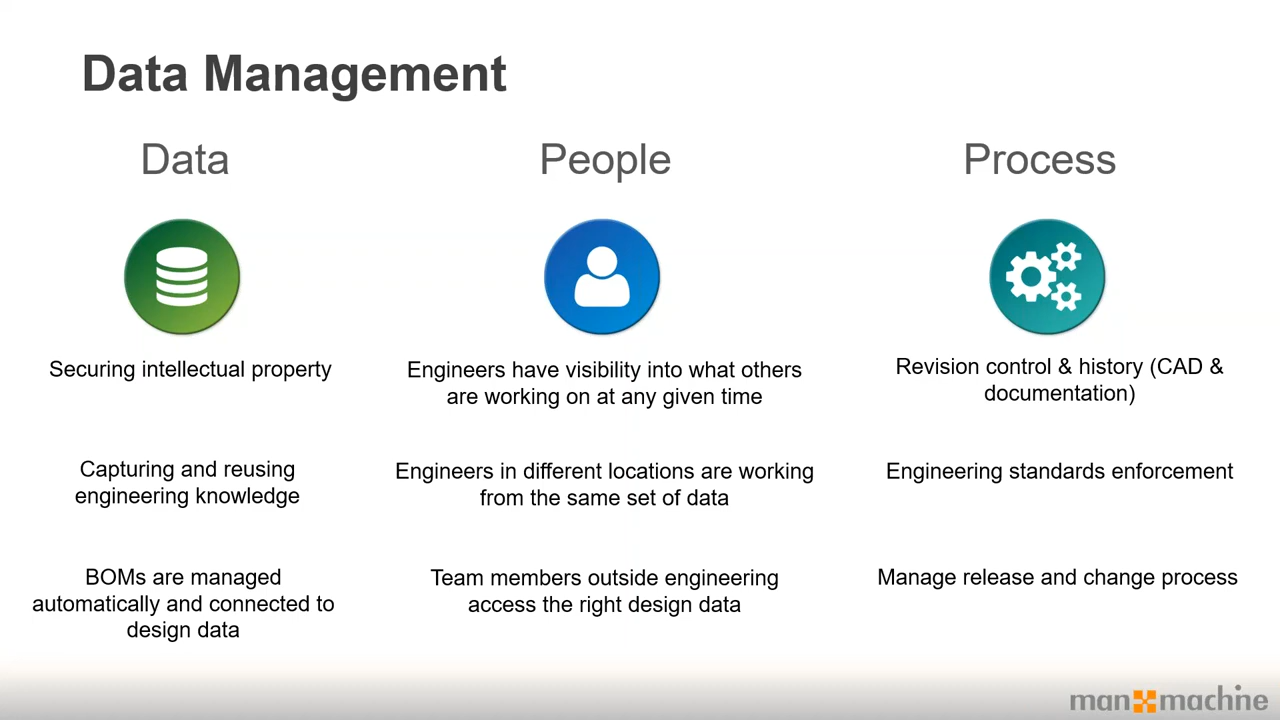 Data Management
Data
People
Process
Securing intellectual property
Engineers have visibility into what others
are working on at any given time
Revision control & history (CAD &
documentation)
Capturing and reusing
engineering knowledge
Engineers in different locations are working
from the same set of data
Engineering standards enforcement
BOMs are managed
automatically and connected to
design data
Team members outside engineering
access the right design data
Manage release and change process
man machine